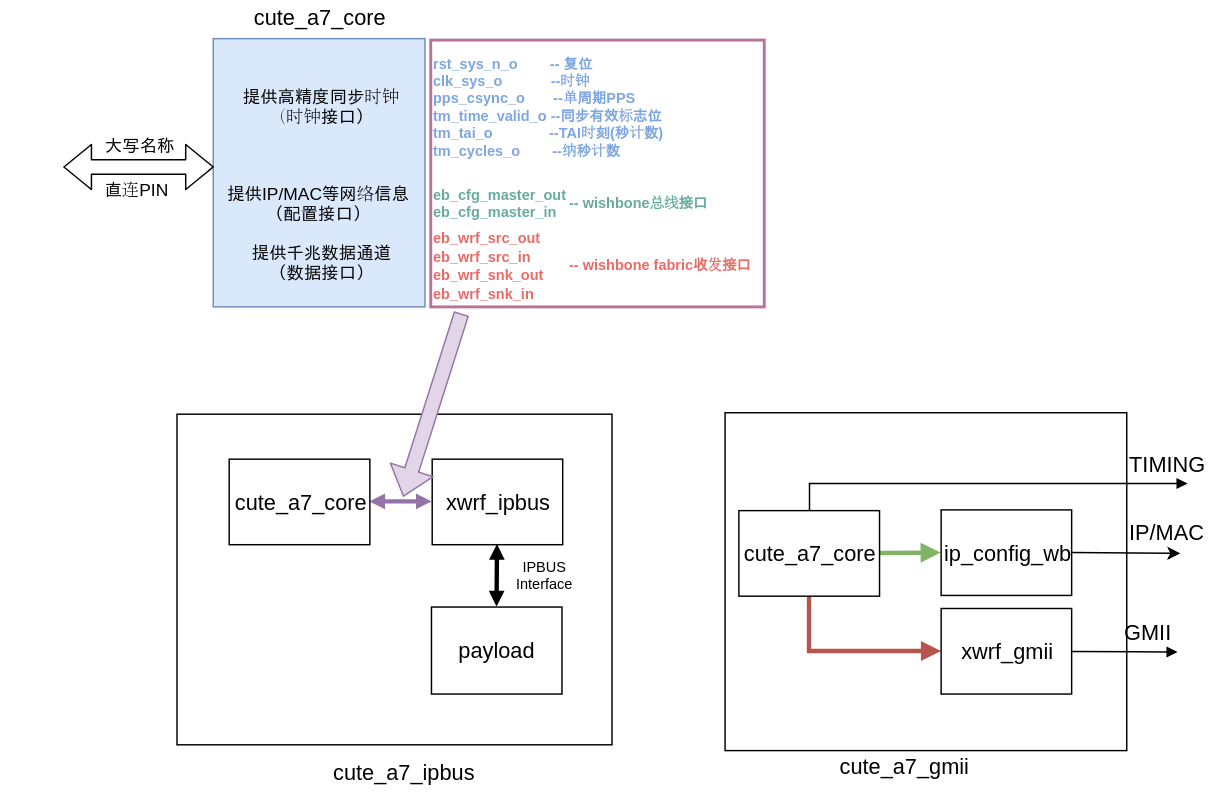 cute_a7_core
提供高精度同步时钟
（时钟接口）
大写名称
直连PIN
提供IP/MAC等网络信息
（配置接口）
提供千兆数据通道
（数据接口）
rst_sys_n_o -- 复位
clk_sys_o --时钟
pps_csync_o --单周期PPS
tm_time_valid_o --同步有效标志位
tm_tai_o --TAI时刻(秒计数)
tm_cycles_o --纳秒计数
eb_cfg_master_out
eb_cfg_master_in
-- wishbone总线接口
eb_wrf_src_out
eb_wrf_src_in
eb_wrf_snk_out
eb_wrf_snk_in
-- wishbone fabric收发接口
cute_a7_core
xwrf_ipbus
IPBUS
Interface
payload
cute_a7_ipbus
TIMING
cute_a7_core
ip_config_wb
IP/MAC
xwrf_gmii
GMII
cute_a7_gmii